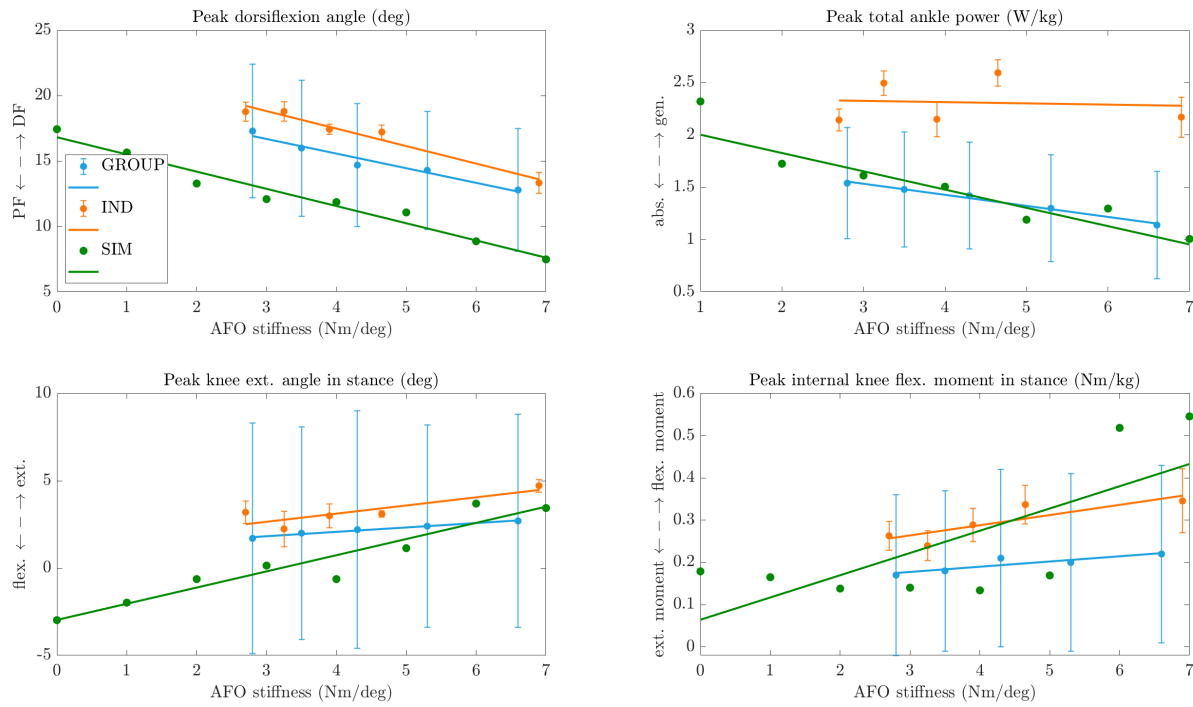 Peak dorsiflexion angle (deg)
25
20
15
10
5
PF ← − − → DF
GROUP
IND
SIM
0 1 2 3 4 5 6 7
AFO stiffness (Nm/deg)
Peak total ankle power (W/kg)
3
2.5
2
1.5
1
0.5
abs. ← − − → gen.
1 2 3 4 5 6 7
AFO stiffness (Nm/deg)
Peak knee ext. angle in stance (deg)
10
5
0
-5
flex. ← − − → ext.
0 1 2 3 4 5 6 7
AFO stiffness (Nm/deg)
Peak internal knee flex. moment in stance (Nm/kg)
0.6
0.5
0.4
0.3
0.2
0.1
0
ext. moment ← − − → flex. moment
0 1 2 3 4 5 6 7
AFO stiffness (Nm/deg)